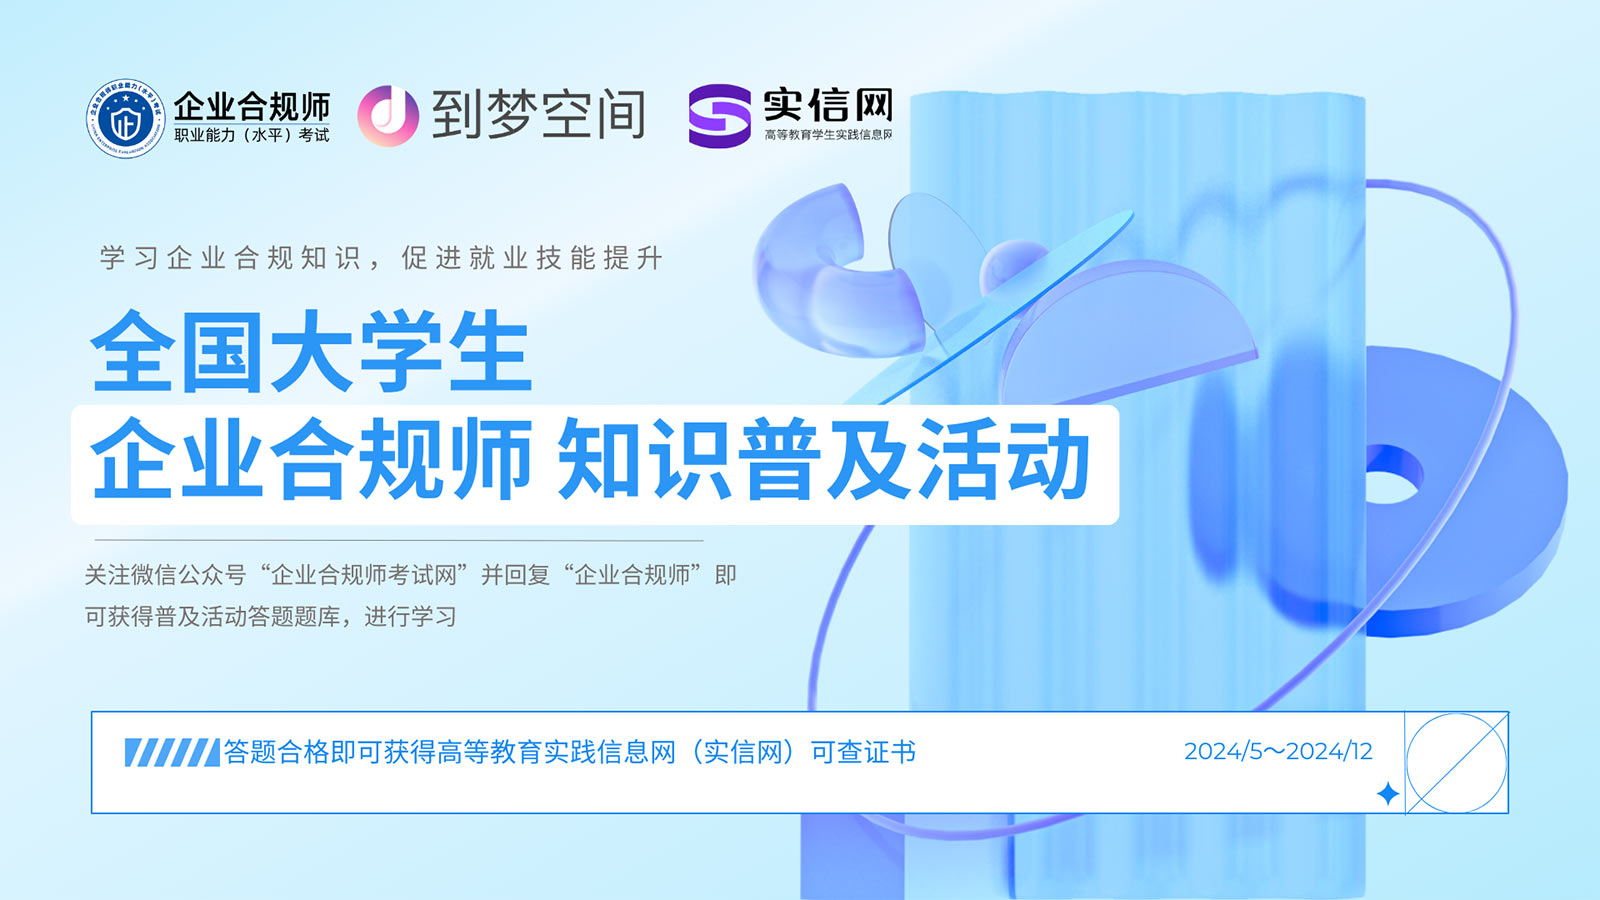 企业合规师
职业能力（水平）考试
到梦空间
实信网
高等教育学生实践信息网
学习企业合规知识，促进就业技能提升
全国大学生
企业合规师 知识普及活动
关注微信公众号“企业合规师考试网”并回复“企业合规师”即
可获得普及活动答题题库，进行学习
答题合格即可获得高等教育实践信息网（实信网）可查证书
2024/5～2024/12